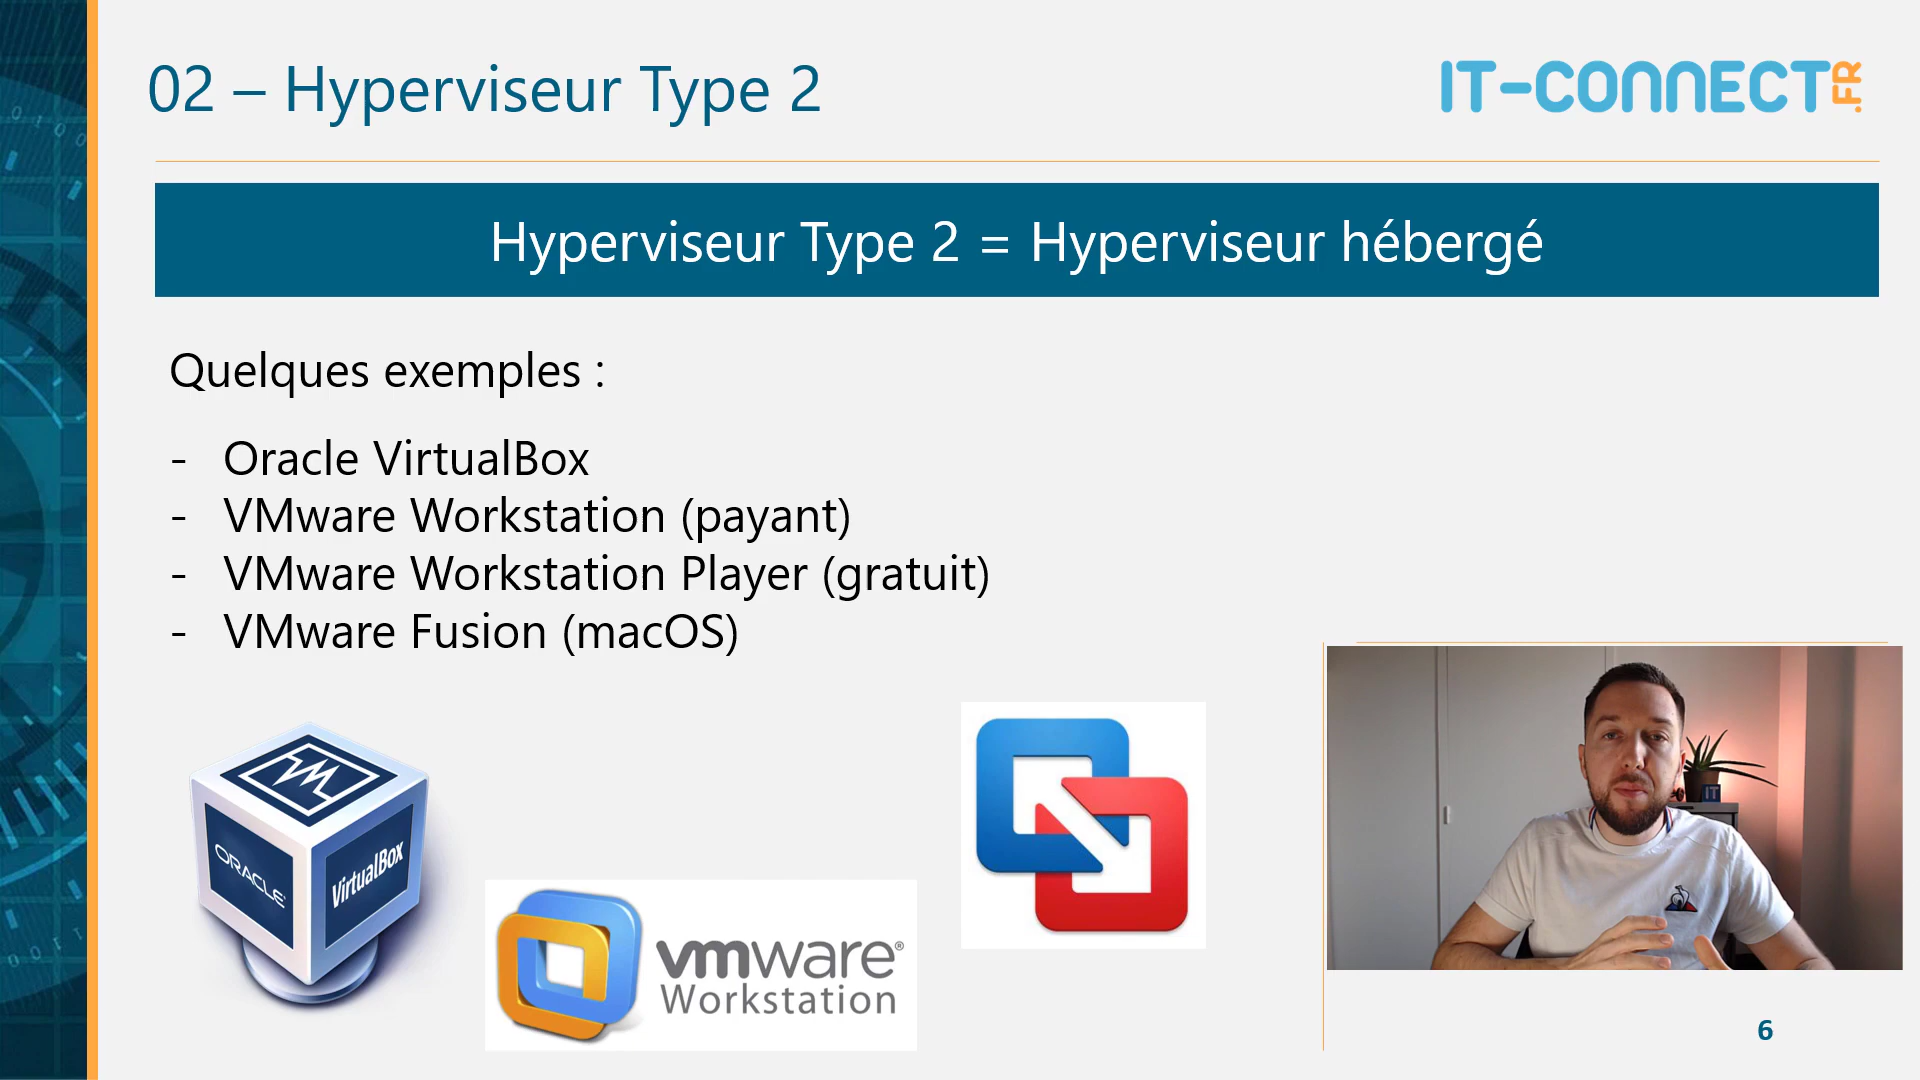 02 – Hyperviseur Type 2
IT-CONNECT.FR
Hyperviseur Type 2 = Hyperviseur hébergé
Quelques exemples :
- Oracle VirtualBox
- VMware Workstation (payant)
- VMware Workstation Player (gratuit)
- VMware Fusion (macOS)
ORACLE
VirtualBox
vmware®
Workstation
IT
6